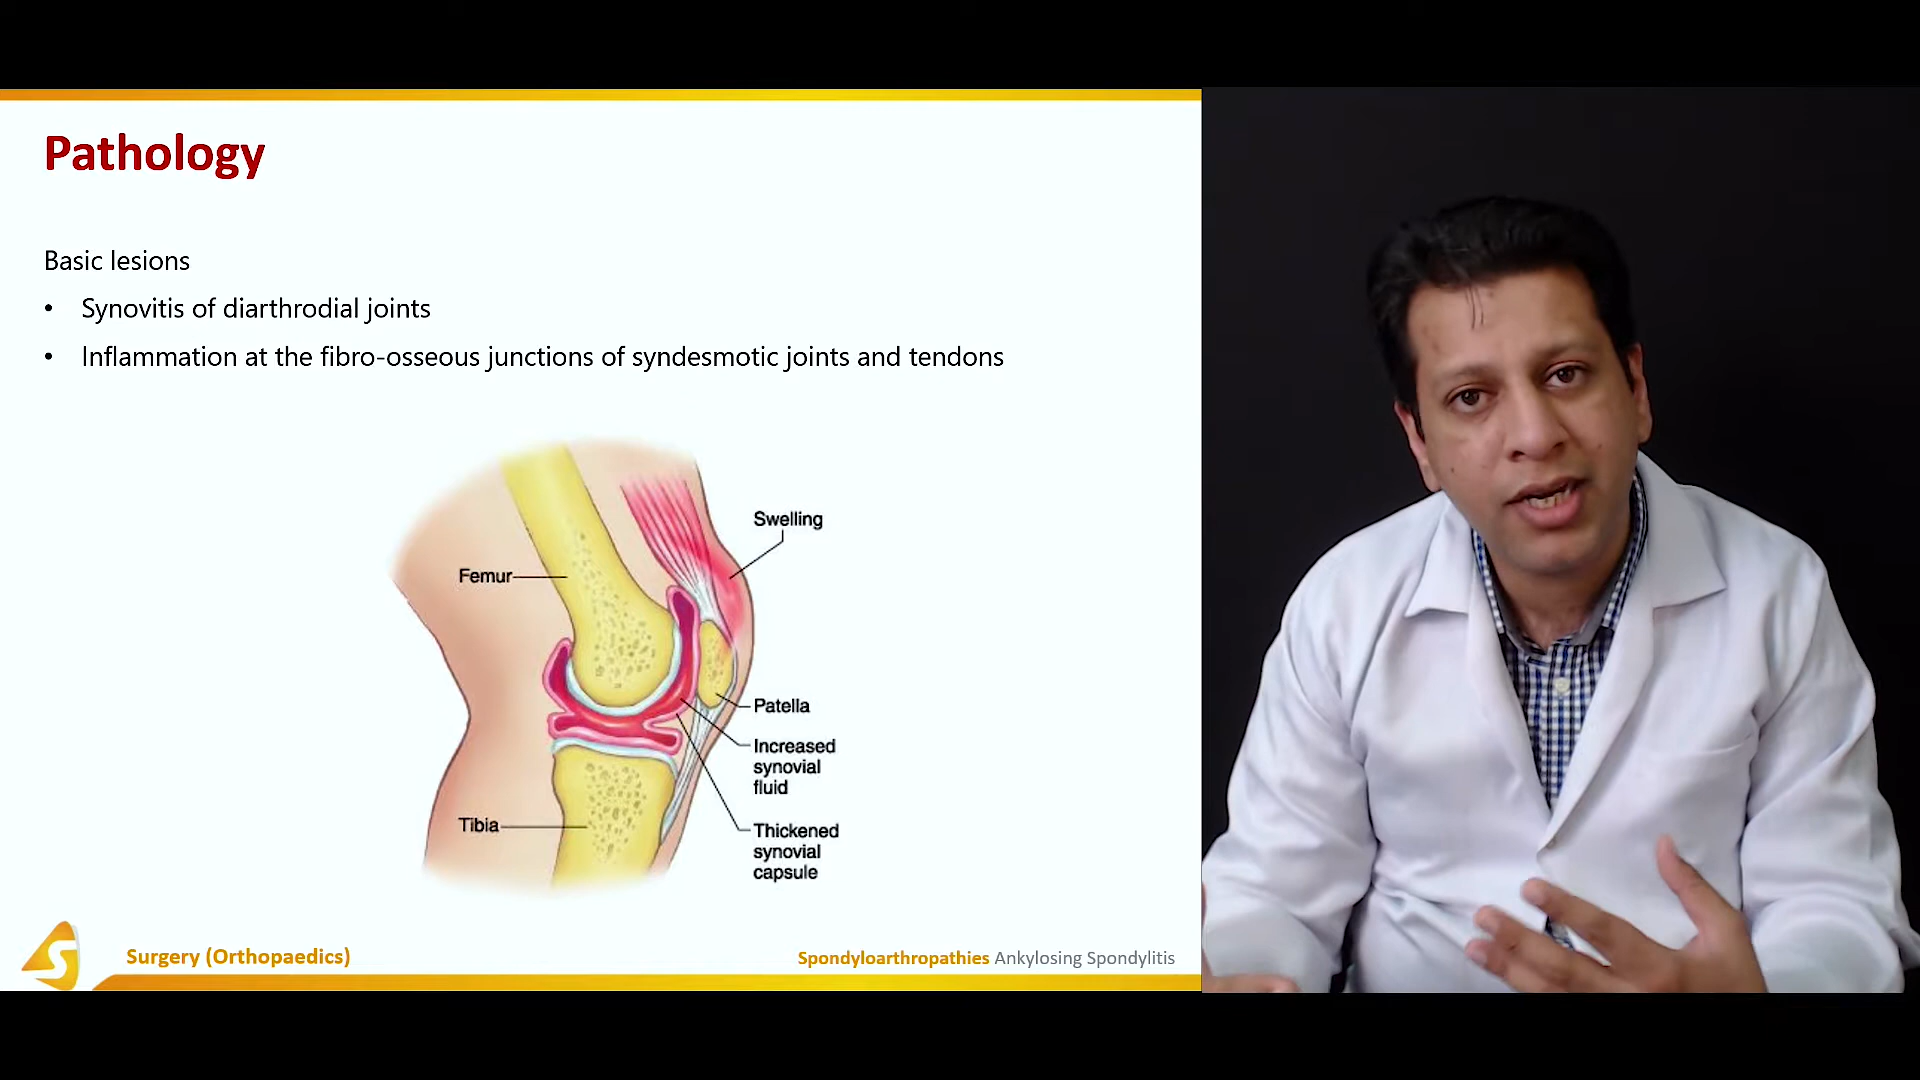 Pathology
Basic lesions
• Synovitis of diarthrodial joints
• Inflammation at the fibro-osseous junctions of syndesmotic joints and tendons
Swelling
Femur
Patella
Increased
synovial
fluid
Tibia
Thickened
synovial
capsule
S
Surgery (Orthopaedics)
Spondyloarthropathies Ankylosing Spondylitis